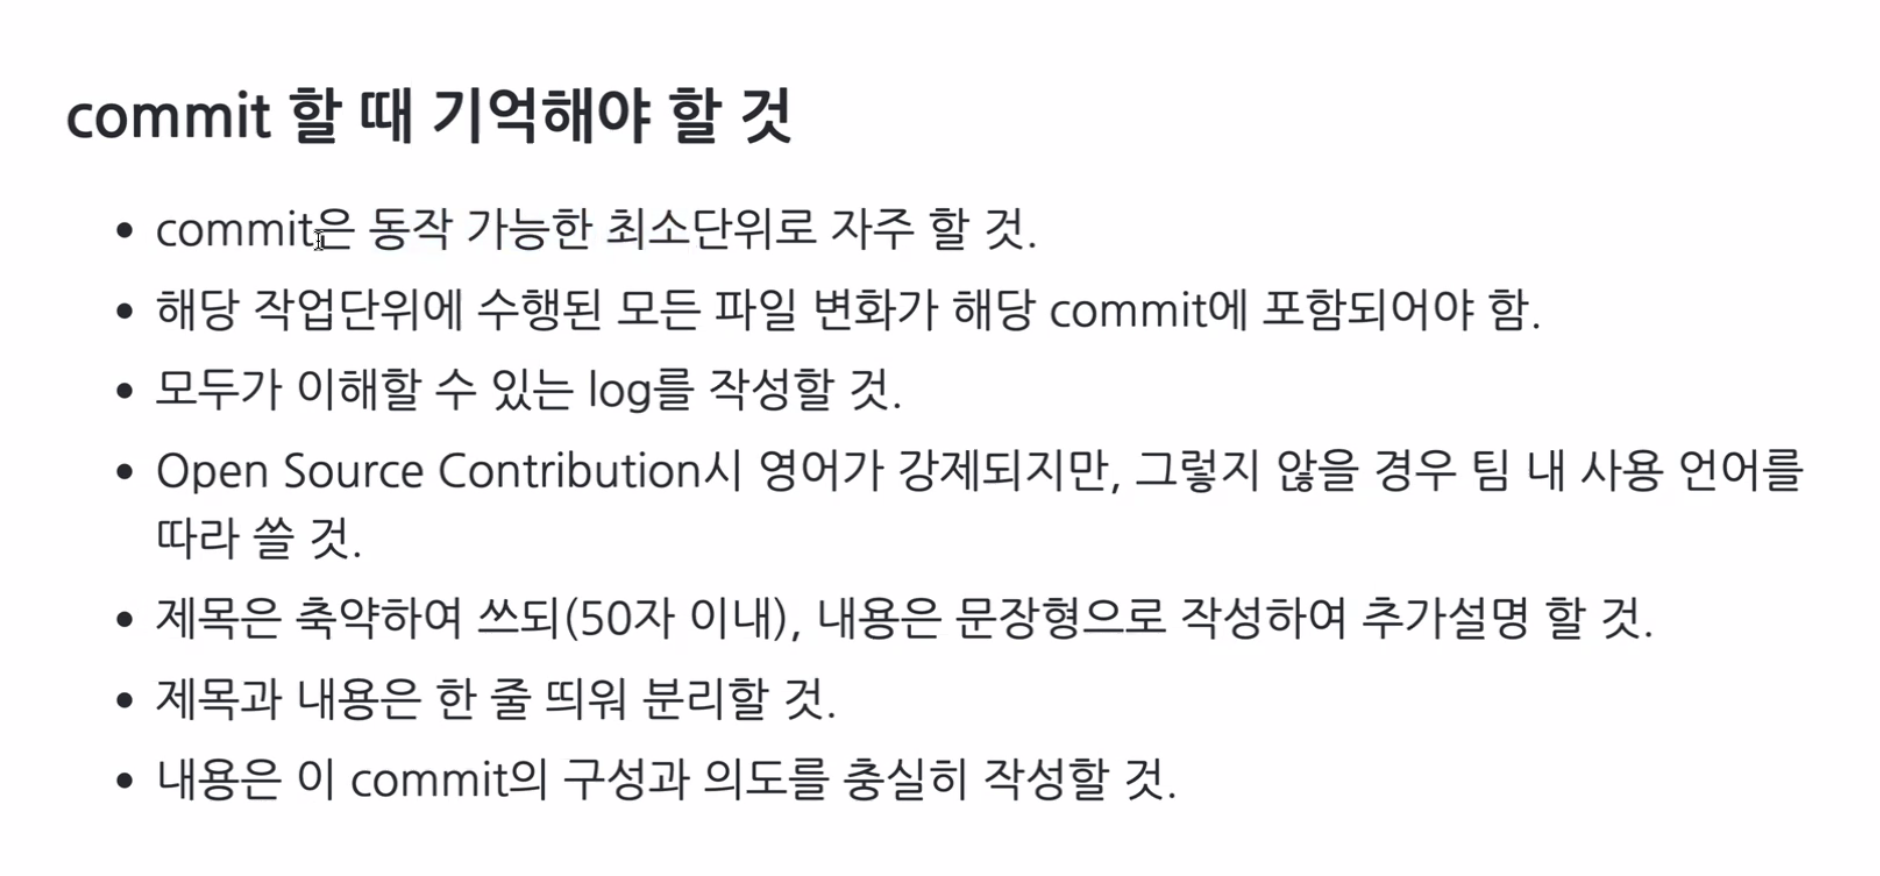 commit 할 때 기억해야 할 것
• commit은 동작 가능한 최소단위로 자주 할 것.
• 해당 작업단위에 수행된 모든 파일 변화가 해당 commit에 포함되어야 함.
• 모두가 이해할 수 있는 log를 작성할 것.
• Open Source Contribution시 영어가 강제되지만, 그렇지 않을 경우 팀 내 사용 언어를
따라 쓸 것.
• 제목은 축약하여 쓰되(50자 이내), 내용은 문장형으로 작성하여 추가설명 할 것.
• 제목과 내용은 한 줄 띄워 분리할 것.
• 내용은 이 commit의 구성과 의도를 충실히 작성할 것.